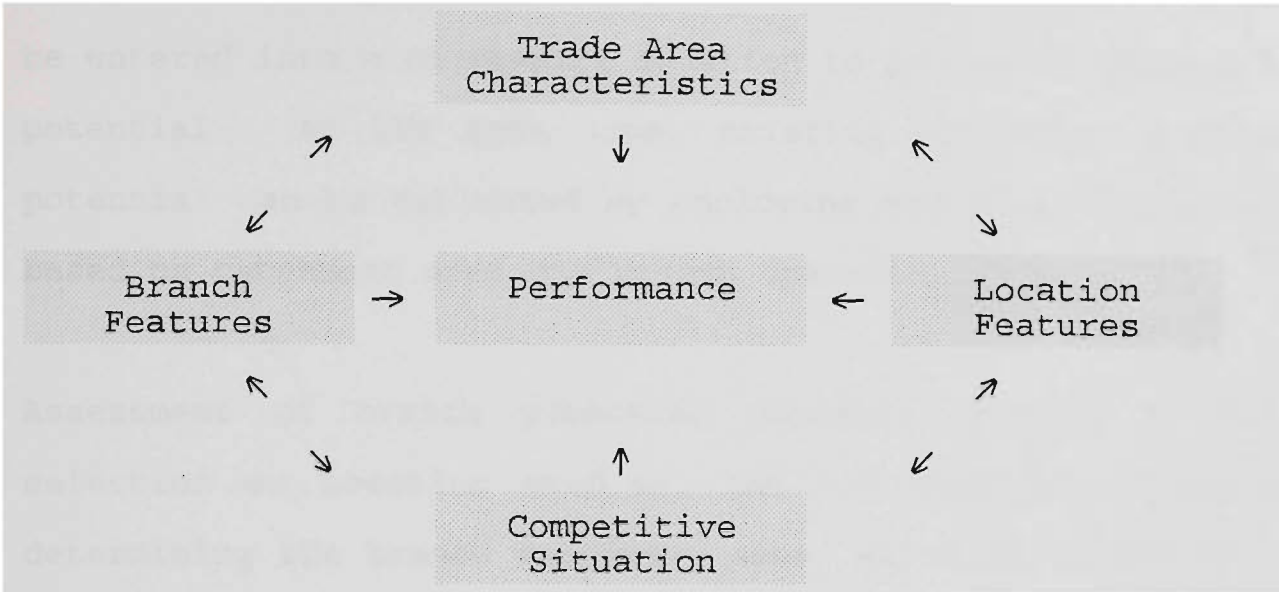 Trade Area
Characteristics
Branch
Features
Performance
Location
Features
Competitive
Situation